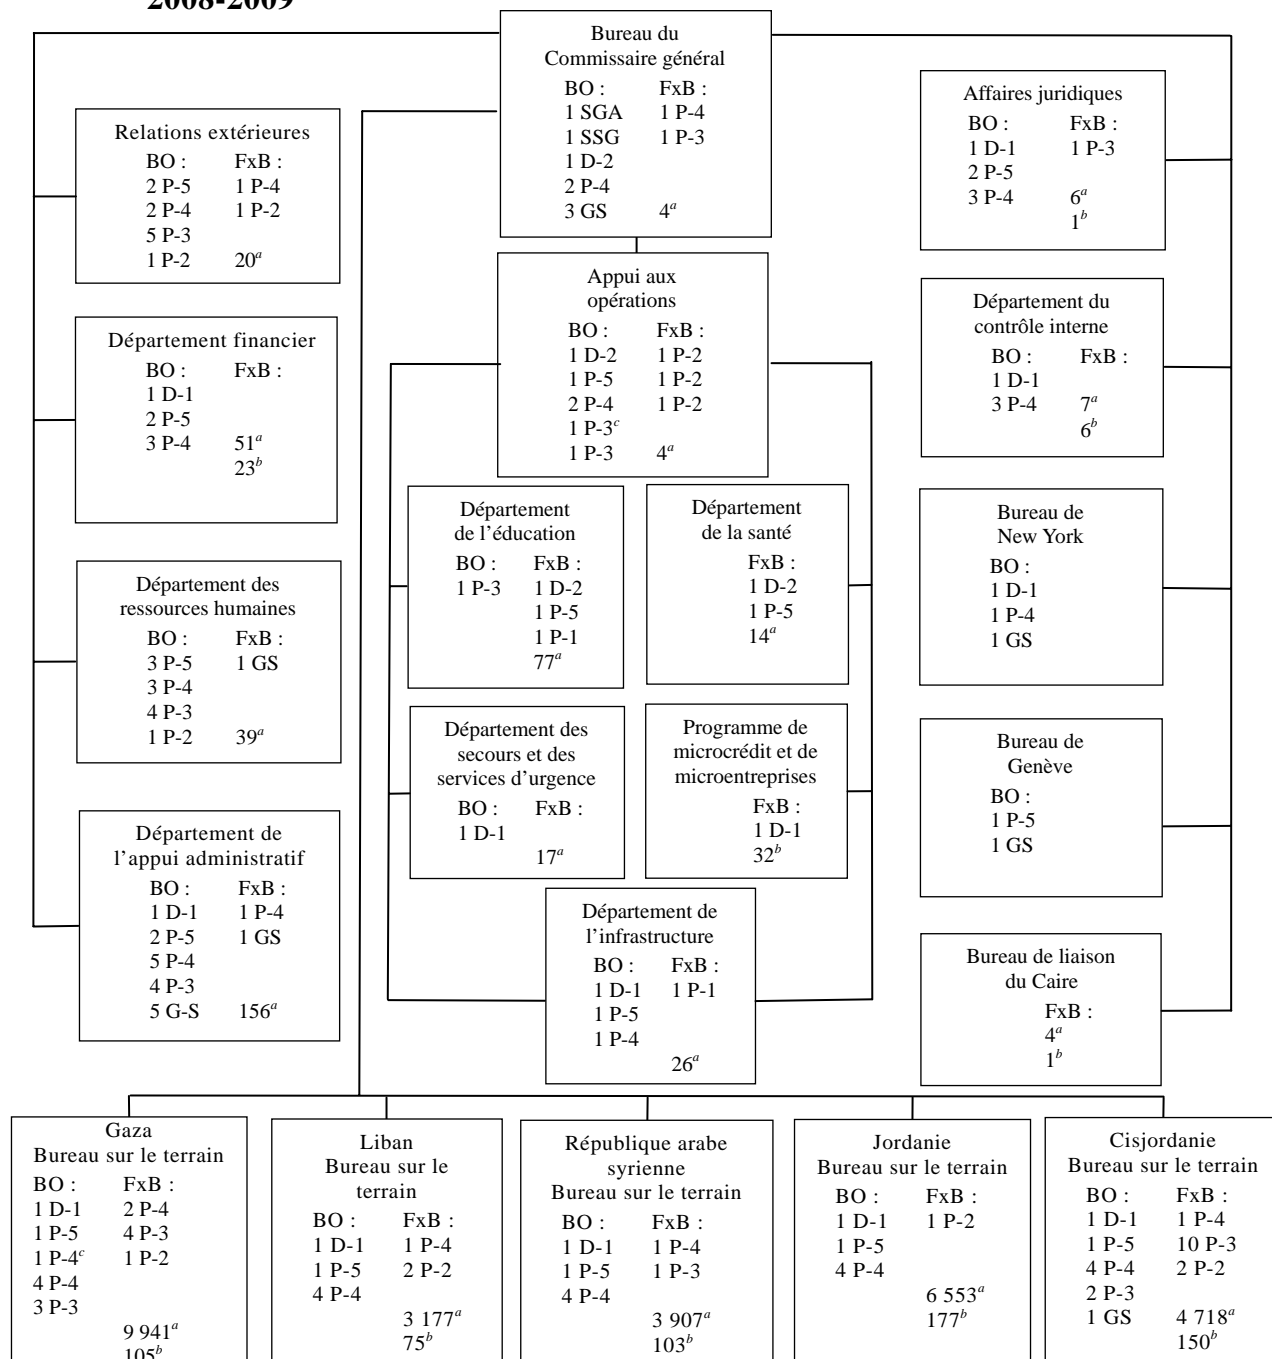 2008-2009
Bureau du
Commissaire général
BO : FxB :
1 SGA 1 P-4
1 SSG 1 P-3
1 D-2
2 P-4
3 GS 4a
Relations extérieures
BO : FxB :
2 P-5 1 P-4
2 P-4 1 P-2
5 P-3
1 P-2 20a
Département financier
BO : FxB :
1 D-1
2 P-5
3 P-4 51a
23b
Département des
ressources humaines
BO : FxB :
3 P-5 1 GS
3 P-4
4 P-3
1 P-2 39a
Département de
l'appui administratif
BO : FxB :
1 D-1 1 P-4
2 P-5 1 GS
5 P-4
4 P-3
5 G-S 156a
Appui aux
opérations
BO : FxB :
1 D-2 1 P-2
1 P-5 1 P-2
2 P-4 1 P-2
1 P-3c
1 P-3 4a
Département
de l'éducation
BO : FxB :
1 P-3 1 D-2
1 P-5
1 P-1
77a
Département
de la santé
FxB :
1 D-2
1 P-5
14a
Département des
secours et des
services d'urgence
BO : FxB :
1 D-1
17a
Programme de
microcrédit et de
microentreprises
FxB :
1 D-1
32b
Département de
l'infrastructure
BO : FxB :
1 D-1 1 P-1
1 P-5
1 P-4
26a
Affaires juridiques
BO : FxB :
1 D-1 1 P-3
2 P-5
3 P-4 6a
1b
Département du
contrôle interne
BO : FxB :
1 D-1
3 P-4 7a
6b
Bureau de
New York
BO :
1 D-1
1 P-4
1 GS
Bureau de
Genève
BO :
1 P-5
1 GS
Bureau de liaison
du Caire
FxB :
4a
1b
Gaza
Bureau sur le terrain
BO : FxB :
1 D-1 2 P-4
1 P-5 4 P-3
1 P-4c 1 P-2
4 P-4
3 P-3
9 941a
105b
Liban
Bureau sur le
terrain
BO : FxB :
1 D-1 1 P-4
1 P-5 2 P-2
4 P-4
3 177a
75b
République arabe
syrienne
Bureau sur le terrain
BO : FxB :
1 D-1 1 P-4
1 P-5 1 P-3
4 P-4
3 907a
103b
Jordanie
Bureau sur le terrain
BO : FxB :
1 D-1 1 P-2
1 P-5
4 P-4
6 553a
177b
Cisjordanie
Bureau sur le terrain
BO : FxB :
1 D-1 1 P-4
1 P-5 10 P-3
4 P-4 2 P-2
2 P-3
1 GS 4 718a
150b